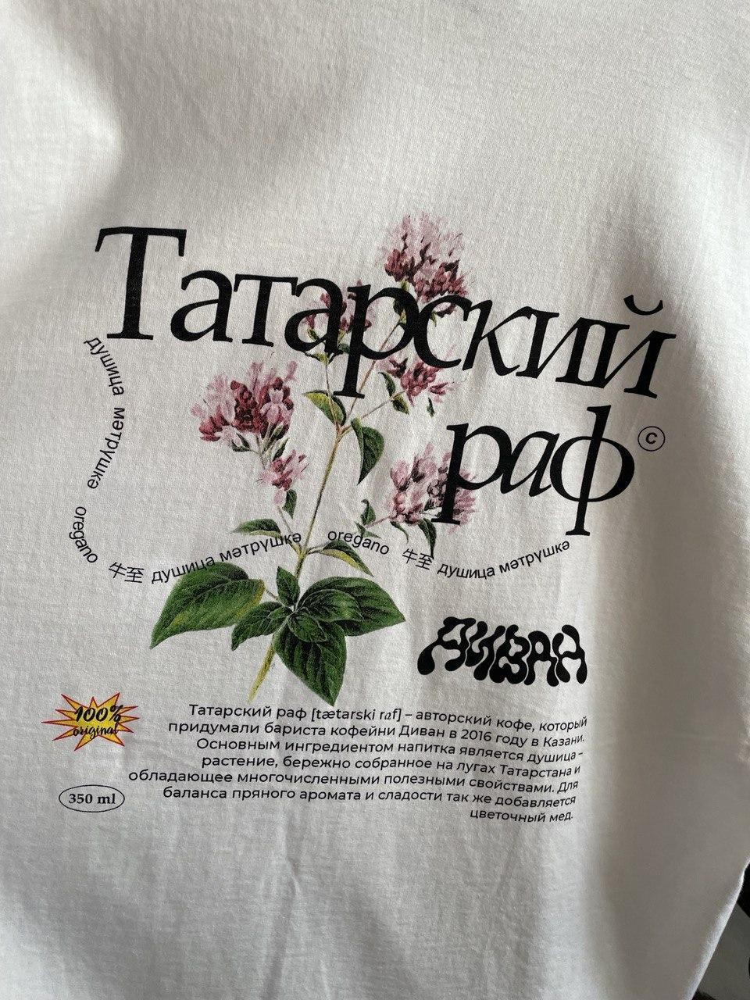 Татарский
раф
©
душица мәтрүшкә oregano 牛至 душица мәтрүшкә oregano 牛至 душица мәтрүшкә
ДИВАН
100%
original
350 ml
Татарский раф [tætarski raf] – авторский кофе, который
придумали бариста кофейни Диван в 2016 году в Казани.
Основным ингредиентом напитка является душица –
растение, бережно собранное на лугах Татарстана и
обладающее многочисленными полезными свойствами. Для
баланса пряного аромата и сладости так же добавляется
цветочный мед.